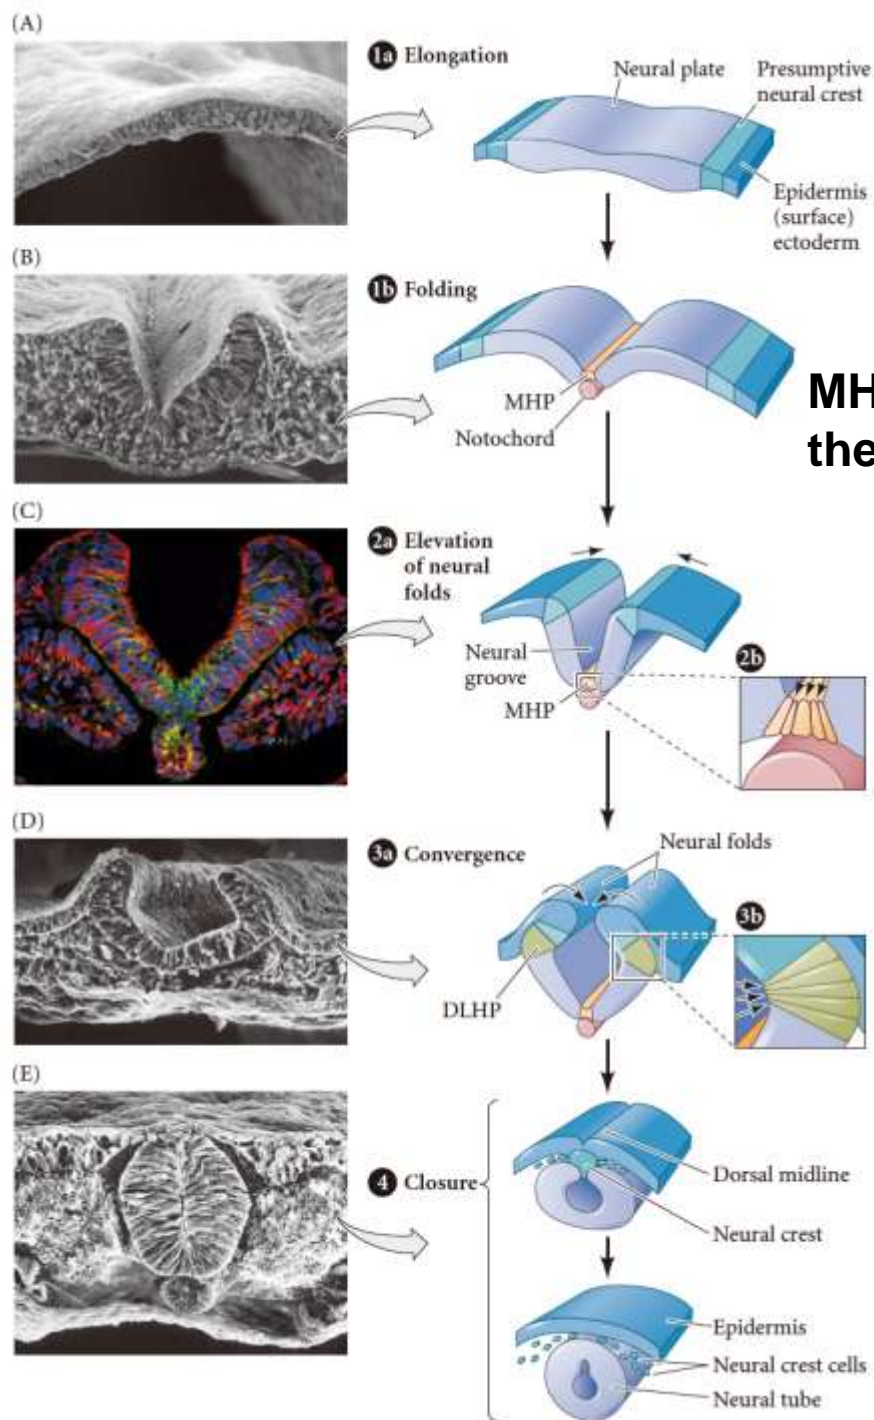 (A)
1a Elongation
Neural plate
Presumptive
neural crest
Epidermis
(surface)
ectoderm
(B)
1b Folding
MHP
Notochord
MH
the
(C)
2a Elevation
of neural
folds
Neural
groove
MHP
2b
(D)
3a Convergence
Neural folds
3b
DLHP
(E)
4 Closure
Dorsal midline
Neural crest
Epidermis
Neural crest cells
Neural tube